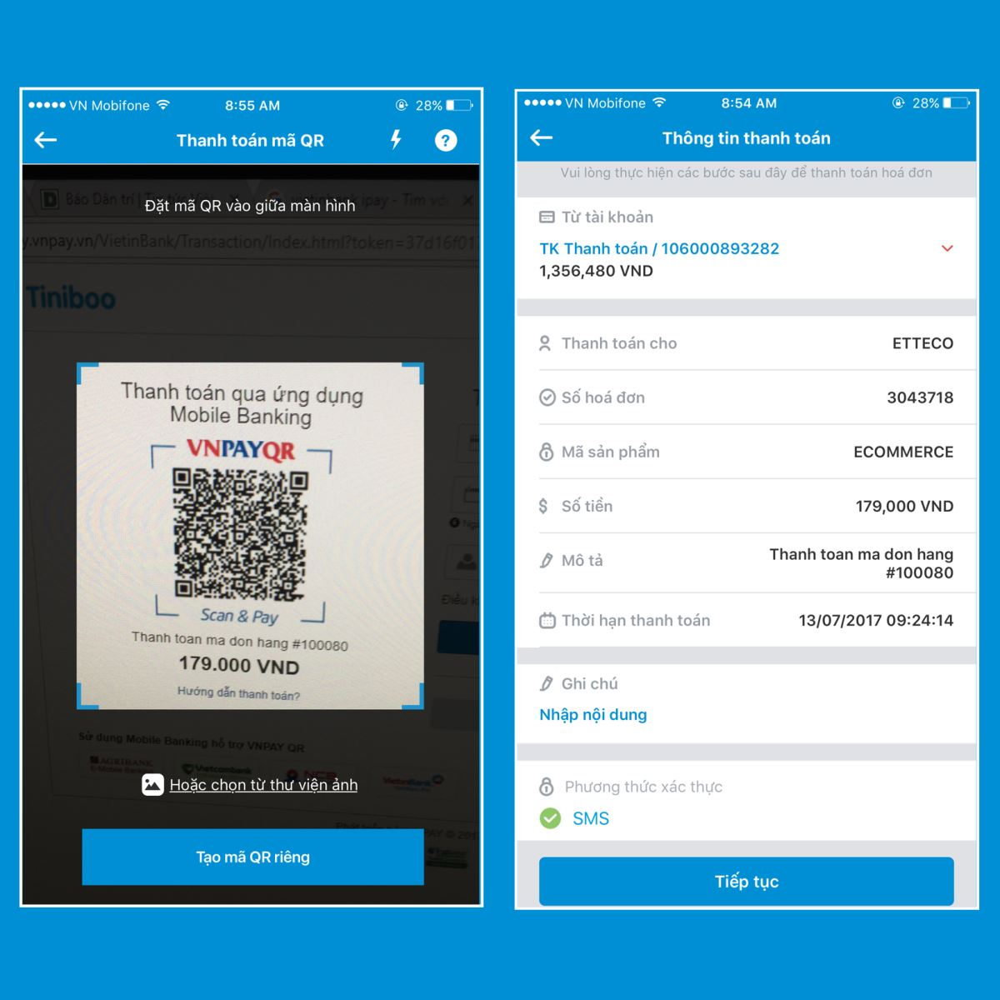 VN Mobifone
8:55 AM
28%
Thanh toán mã QR
?
Báo Dân trí | Tin tức Việt
vietinbank ipay - Tìm với
Đặt mã QR vào giữa màn hình
y.vnpay.vn/VietinBank/Transaction/Index.html?token=37d16f01
Tiniboo
Thanh toán qua ứng dụng
Mobile Banking
VNPAYQR
Scan & Pay
Thanh toan ma don hang #100080
179.000 VND
Hướng dẫn thanh toán?
Sử dụng Mobile Banking hỗ trợ VNPAY QR
AGRIBANK
E-Mobile Banking
Vietcombank
NCB
VietinBank
Hoặc chọn từ thư viện ảnh
Tạo mã QR riêng
VN Mobifone
8:54 AM
28%
Thông tin thanh toán
Vui lòng thực hiện các bước sau đây để thanh toán hoá đơn
Từ tài khoản
TK Thanh toán / 106000893282
1,356,480 VND
Thanh toán cho ETTECO
Số hoá đơn 3043718
Mã sản phẩm ECOMMERCE
Số tiền 179,000 VND
Mô tả Thanh toan ma don hang
#100080
Thời hạn thanh toán 13/07/2017 09:24:14
Ghi chú
Nhập nội dung
Phương thức xác thực
SMS
Tiếp tục